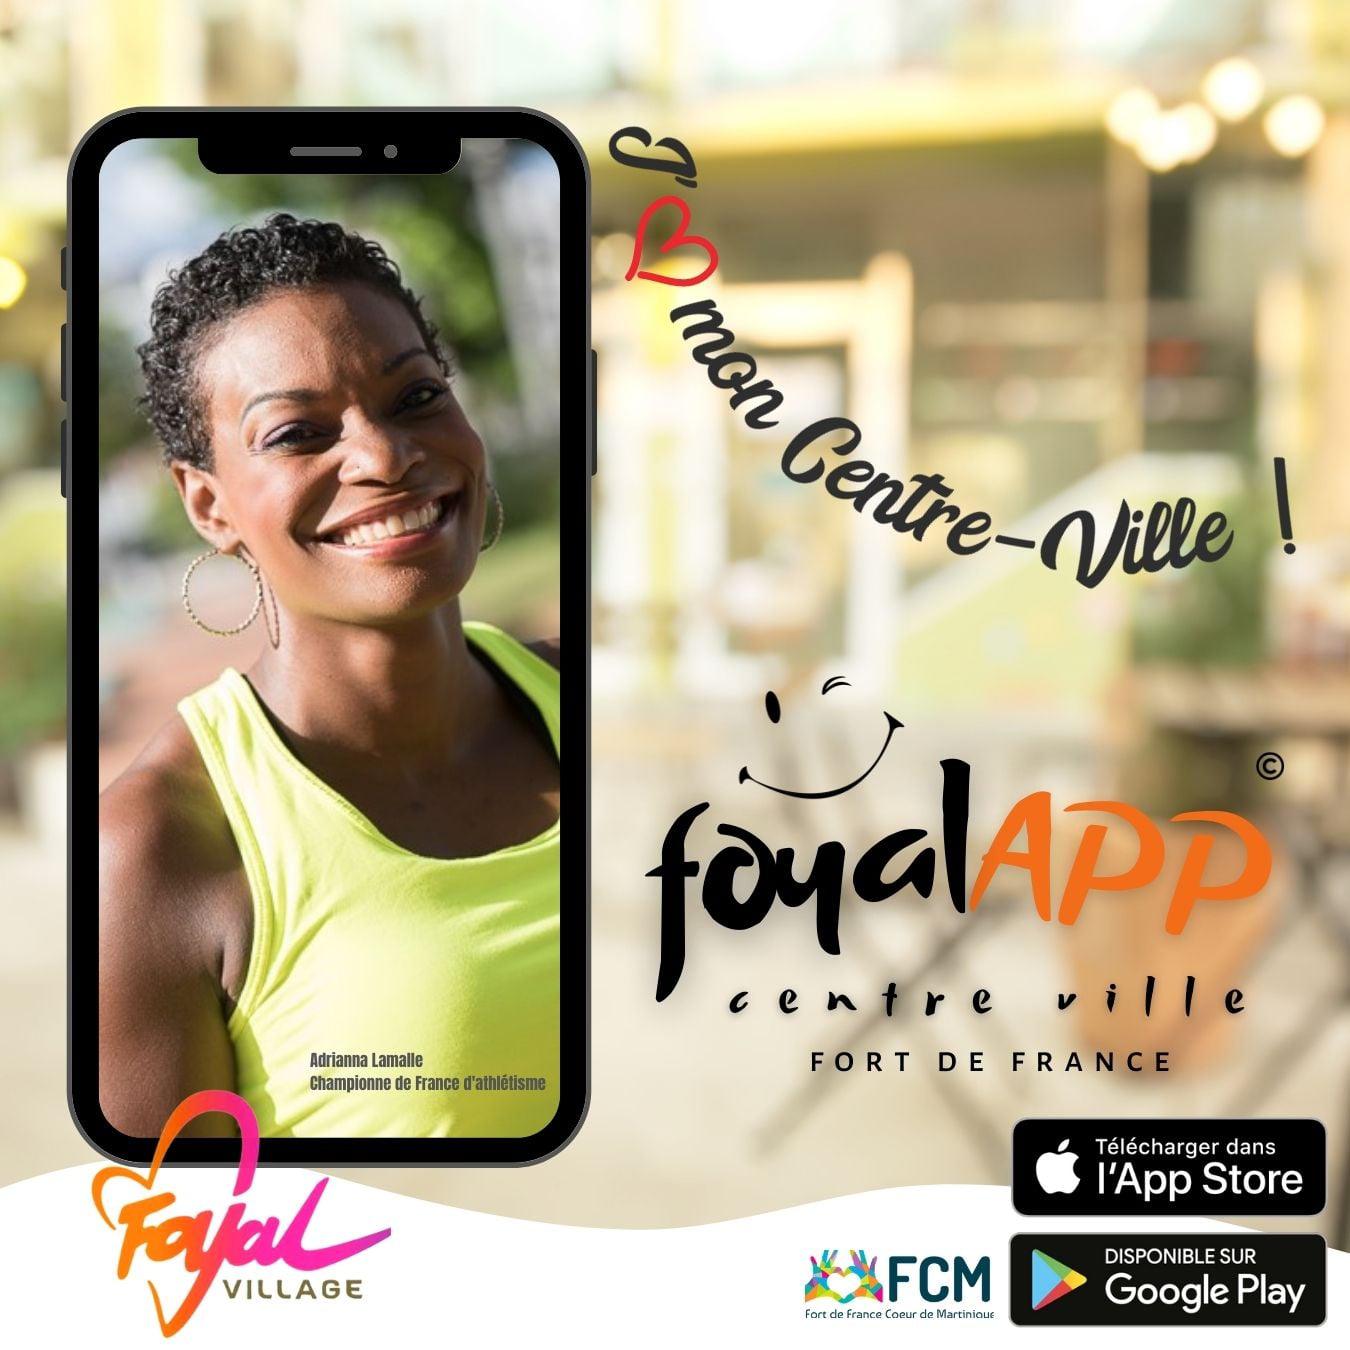 J'
mon Centre-Ville !
©
foyalAPP
centre ville
FORT DE FRANCE
Adrianna Lamalle
Championne de France d'athlétisme
Foyal
VILLAGE
Télécharger dans
l'App Store
FCM
Fort de France Coeur de Martinique
DISPONIBLE SUR
Google Play